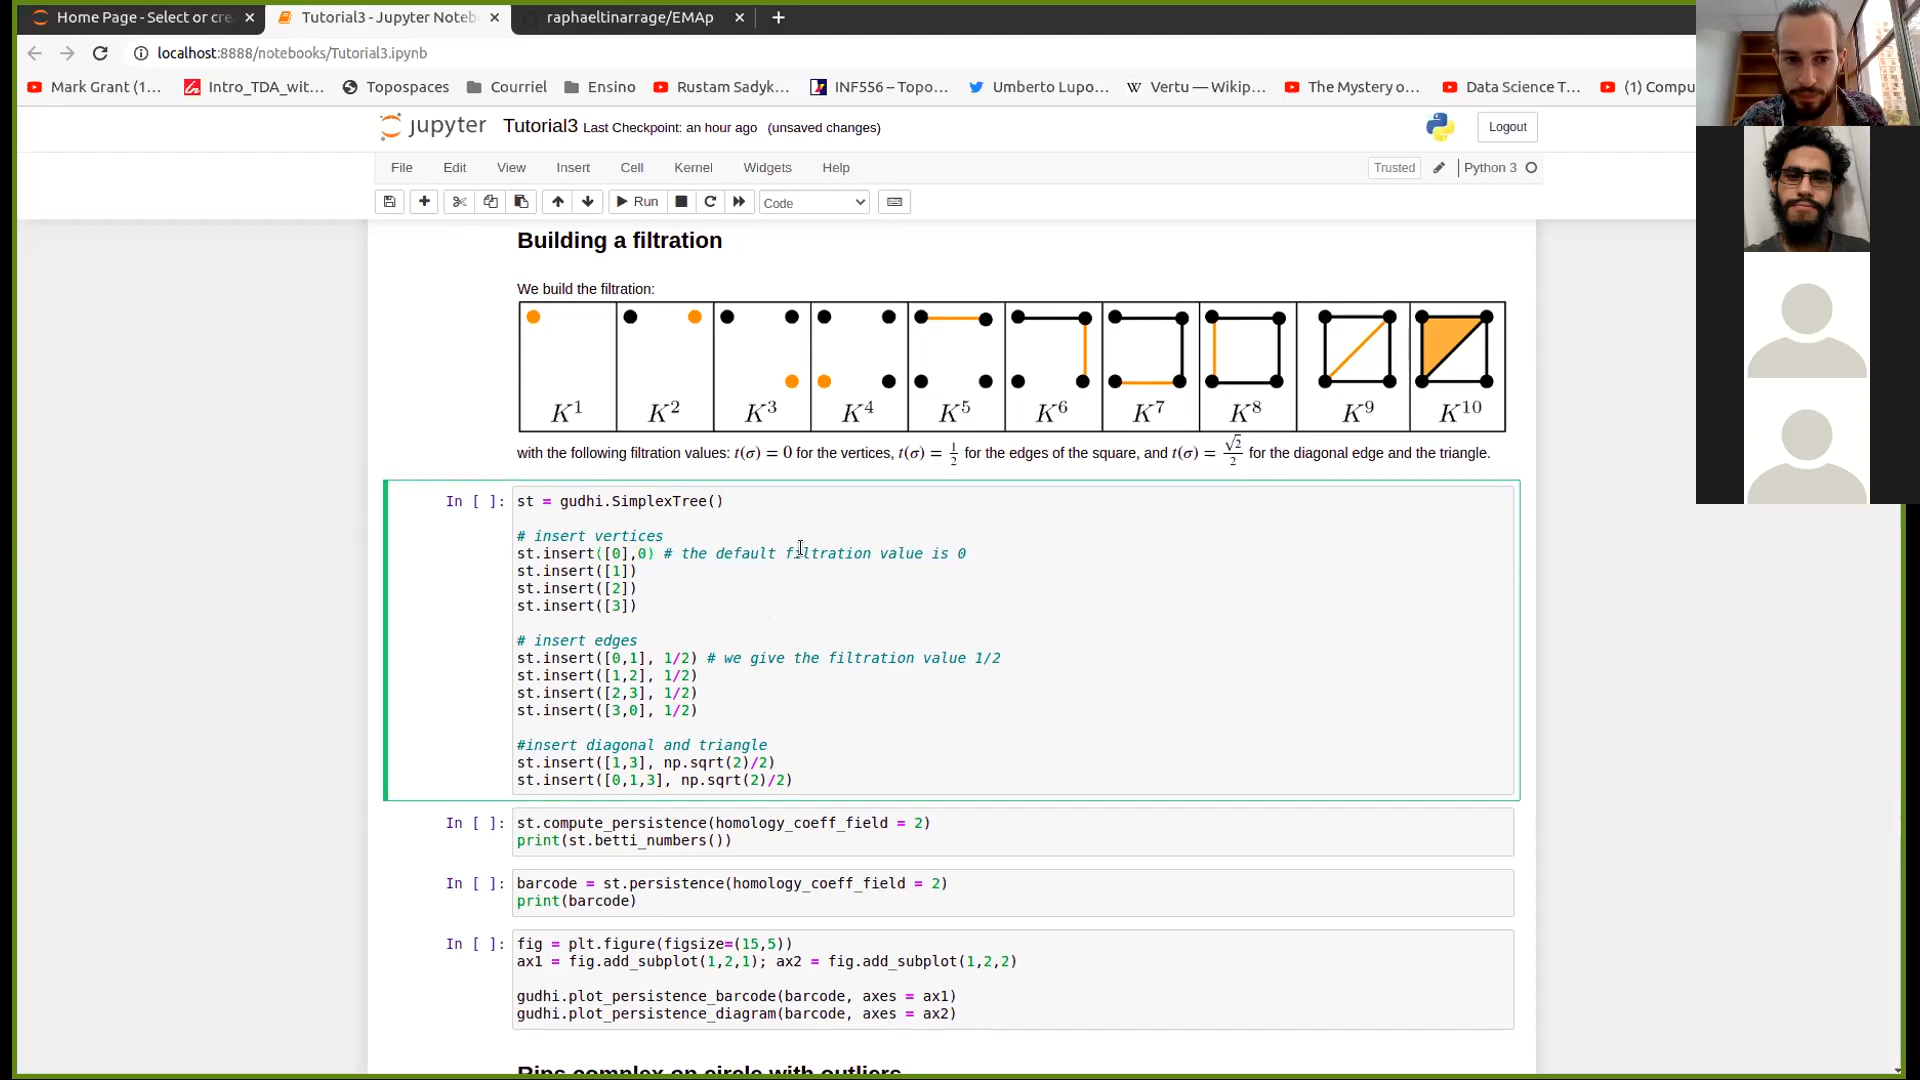 Home Page - Select or cre
Tutorial3 - Jupyter Noteb
raphaeltinarrage/EMAp
localhost:8888/notebooks/Tutorial3.ipynb
Mark Grant (1...
Intro_TDA_wit...
Topospaces
Courriel
Ensino
Rustam Sadyk...
INF556 – Topo...
Umberto Lupo...
Vertu — Wikip...
The Mystery o...
Data Science T...
(1) Compu
jupyter Tutorial3 Last Checkpoint: an hour ago (unsaved changes)
Logout
File Edit View Insert Cell Kernel Widgets Help
Trusted
Python 3
Run
Code
Building a filtration
We build the filtration:
K¹ K² K³ K⁴ K⁵ K⁶ K⁷ K⁸ K⁹ K¹⁰
with the following filtration values: t(σ) = 0 for the vertices, t(σ) = 1/2 for the edges of the square, and t(σ) = √2/2 for the diagonal edge and the triangle.
In [ ]: st = gudhi.SimplexTree()
# insert vertices
st.insert([0],0) # the default filtration value is 0
st.insert([1])
st.insert([2])
st.insert([3])
# insert edges
st.insert([0,1], 1/2) # we give the filtration value 1/2
st.insert([1,2], 1/2)
st.insert([2,3], 1/2)
st.insert([3,0], 1/2)
#insert diagonal and triangle
st.insert([1,3], np.sqrt(2)/2)
st.insert([0,1,3], np.sqrt(2)/2)
In [ ]: st.compute_persistence(homology_coeff_field = 2)
print(st.betti_numbers())
In [ ]: barcode = st.persistence(homology_coeff_field = 2)
print(barcode)
In [ ]: fig = plt.figure(figsize=(15,5))
ax1 = fig.add_subplot(1,2,1); ax2 = fig.add_subplot(1,2,2)
gudhi.plot_persistence_barcode(barcode, axes = ax1)
gudhi.plot_persistence_diagram(barcode, axes = ax2)
Rips complex on circle with outliers